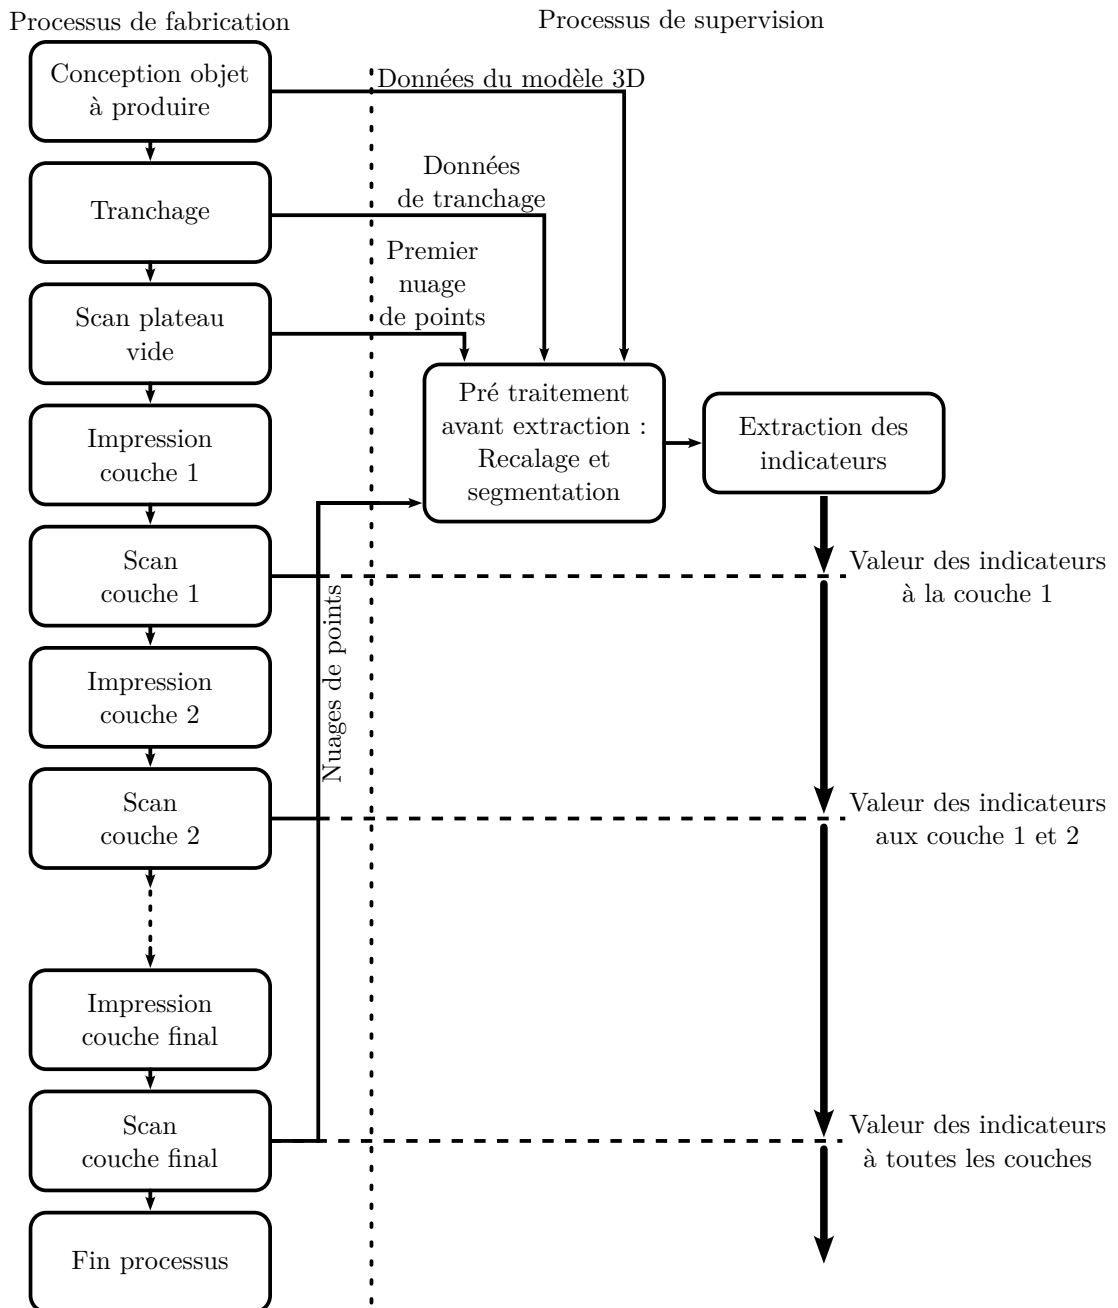 Processus de fabrication
Processus de supervision
Conception objet
à produire
Données du modèle 3D
Tranchage
Données
de tranchage
Scan plateau
vide
Premier
nuage
de points
Impression
couche 1
Pré traitement
avant extraction :
Recalage et
segmentation
Extraction des
indicateurs
Scan
couche 1
Valeur des indicateurs
à la couche 1
Nuages de points
Impression
couche 2
Scan
couche 2
Valeur des indicateurs
aux couche 1 et 2
Impression
couche final
Scan
couche final
Valeur des indicateurs
à toutes les couches
Fin processus